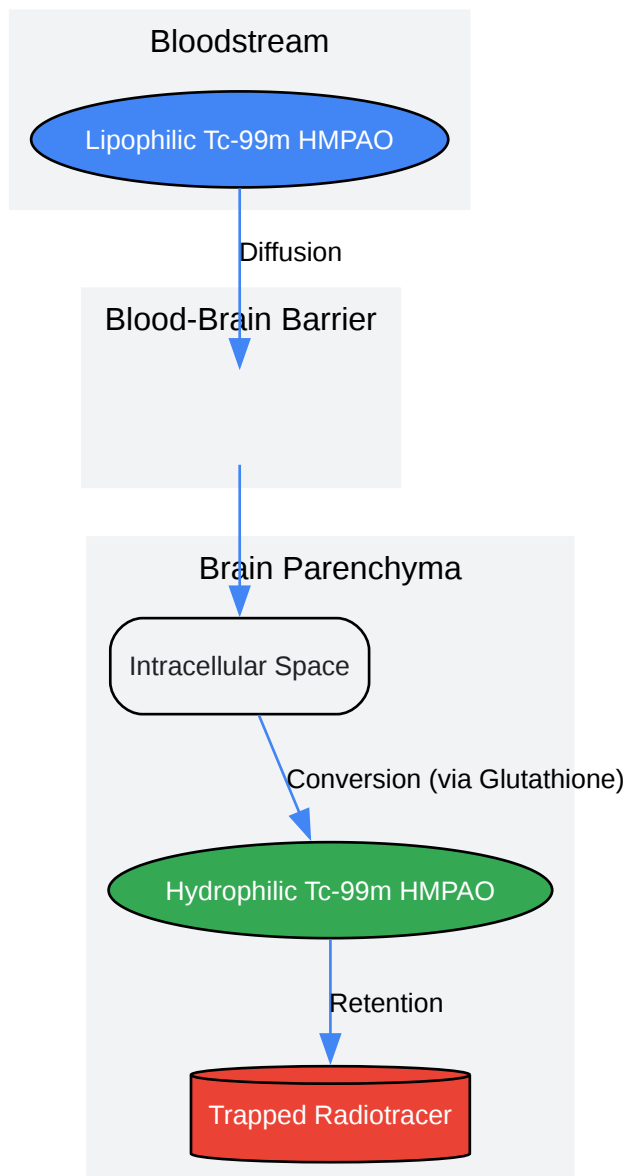 Bloodstream
Lipophilic Tc-99m HMPAO
Diffusion
Blood-Brain Barrier
Brain Parenchyma
Intracellular Space
Conversion (via Glutathione)
Hydrophilic Tc-99m HMPAO
Retention
Trapped Radiotracer